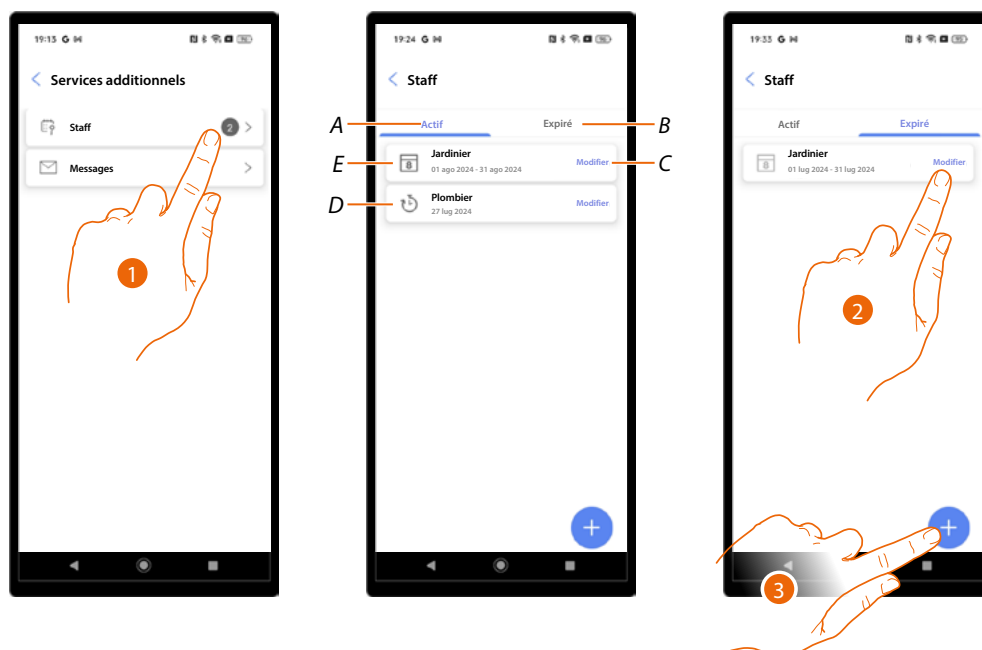 19:15 G
Services additionnels
Staff 2
Messages
1
19:24 G
Staff
A Actif Expiré B
E 8 Jardinier Modifier C
01 ago 2024 - 31 ago 2024
D Plombier Modifier
27 lug 2024
+
19:33 G
Staff
Actif Expiré
8 Jardinier Modifier
01 lug 2024 - 31 lug 2024
2
+
3